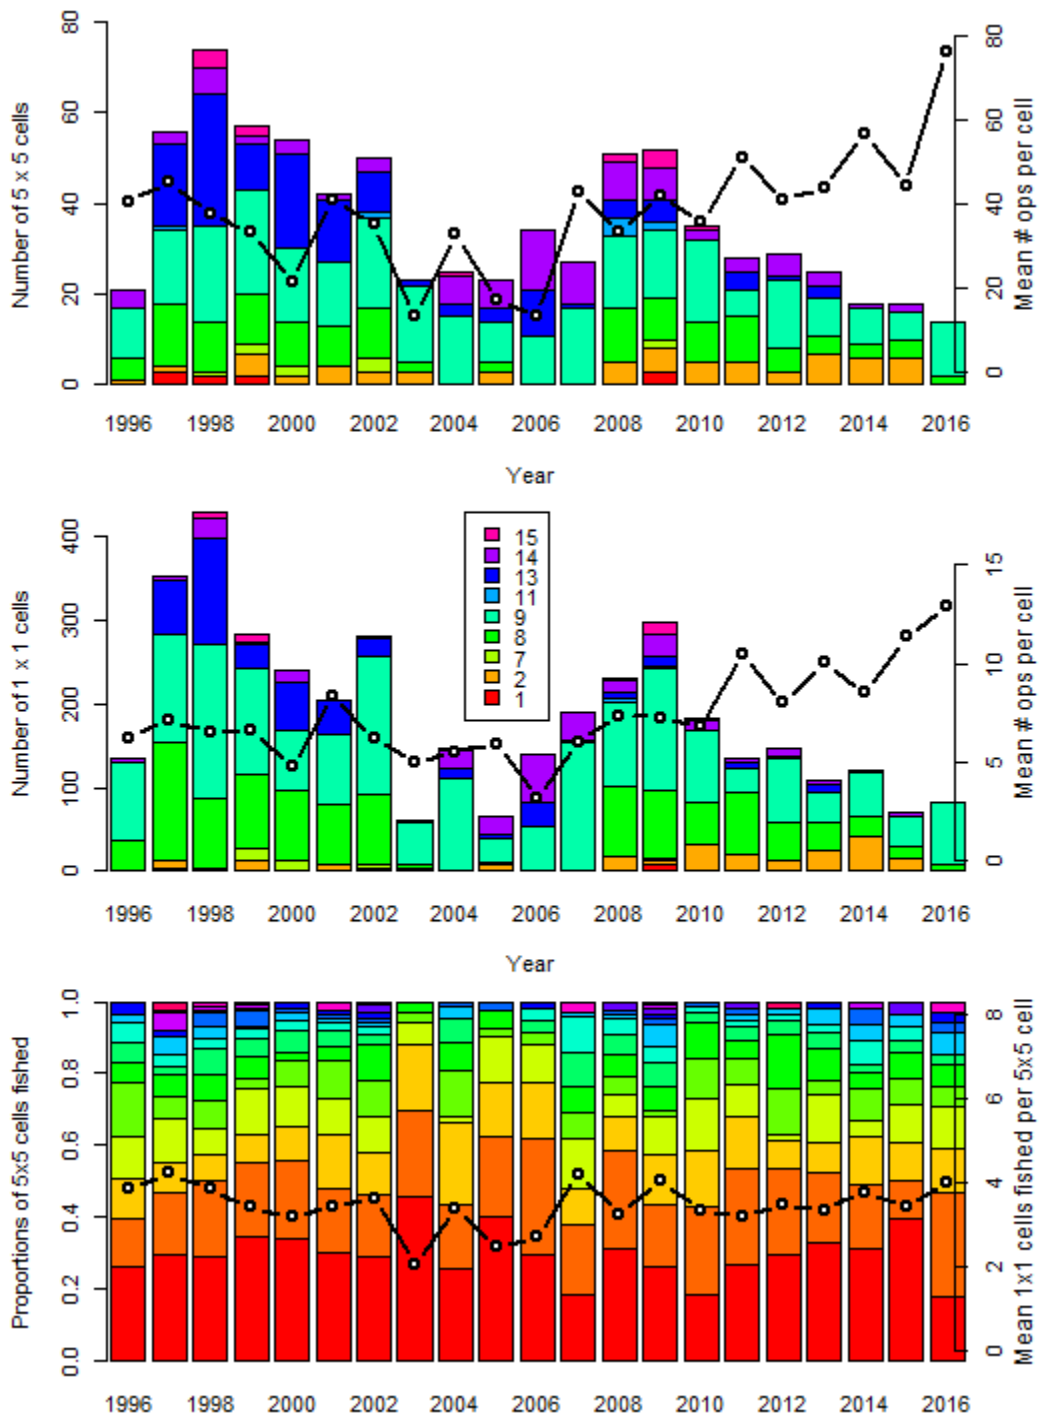 Number of 5 x 5 cells
0 20 40 60 80
Mean # ops per cell
0 20 40 60 80
1996 1998 2000 2002 2004 2006 2008 2010 2012 2014 2016
Year
Number of 1 x 1 cells
0 100 200 300 400
15
14
13
11
9
8
7
2
1
Mean # ops per cell
0 5 10 15
1996 1998 2000 2002 2004 2006 2008 2010 2012 2014 2016
Year
Proportions of 5x5 cells fished
0.0 0.2 0.4 0.6 0.8 1.0
Mean 1x1 cells fished per 5x5 cell
0 2 4 6 8
1996 1998 2000 2002 2004 2006 2008 2010 2012 2014 2016